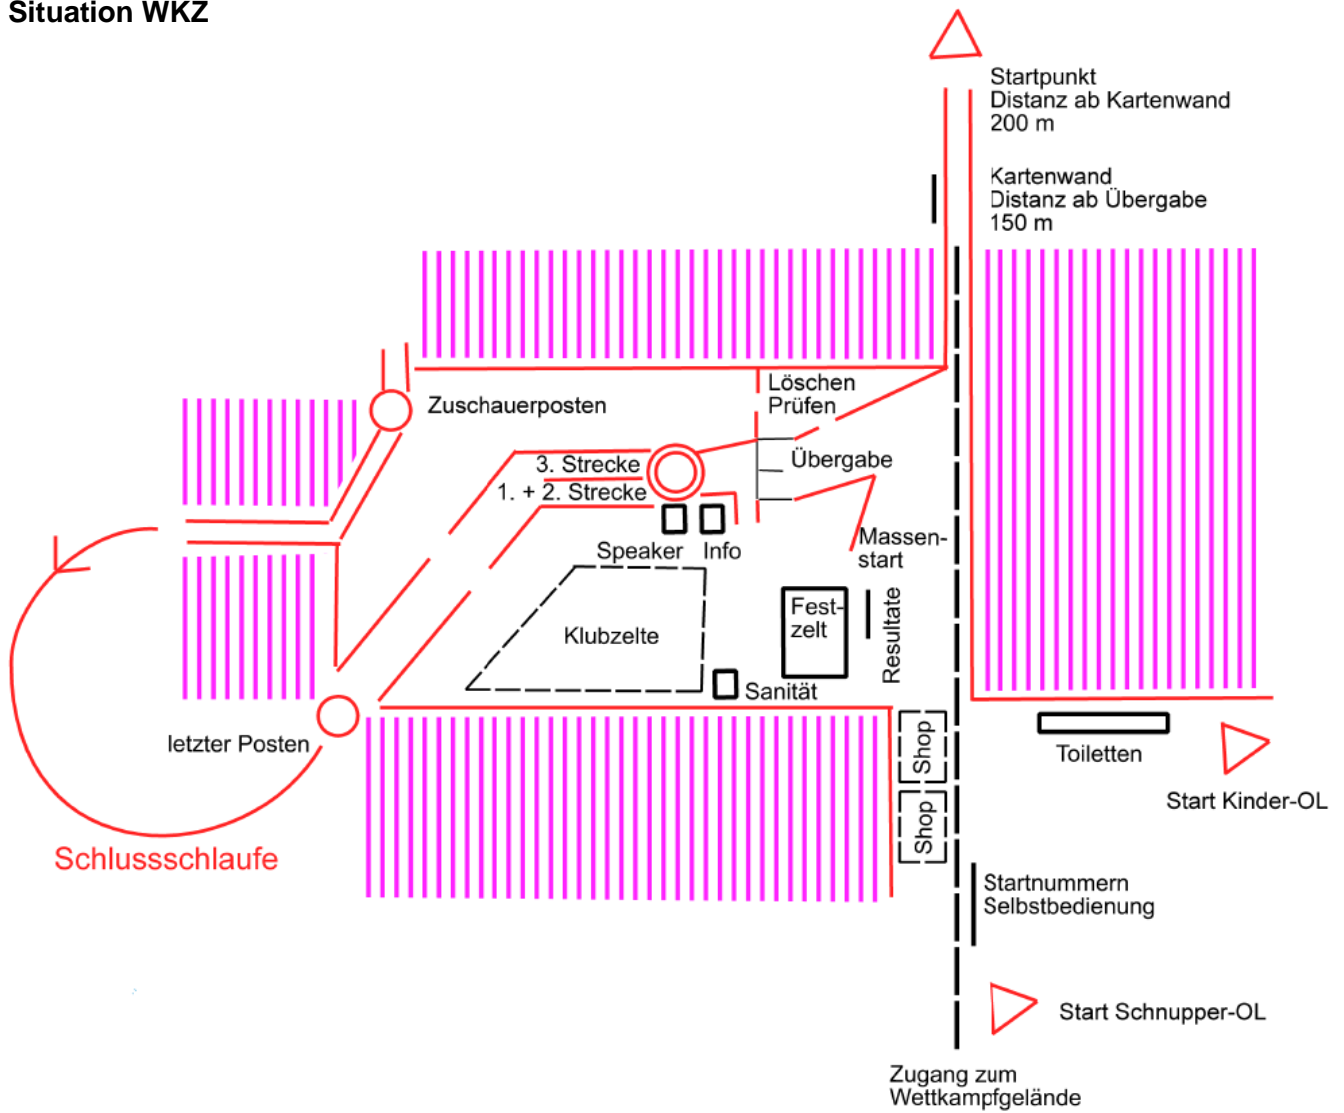 Situation WKZ
Startpunkt
Distanz ab Kartenwand
200 m
Kartenwand
Distanz ab Übergabe
150 m
Löschen
Prüfen
Zuschauerposten
Übergabe
3. Strecke
1. + 2. Strecke
Massen-
start
Speaker
Info
Fest-
zelt
Resultate
Klubzelte
Sanität
letzter Posten
Shop
Toiletten
Start Kinder-OL
Shop
Schlussschlaufe
Startnummern
Selbstbedienung
Start Schnupper-OL
Zugang zum
Wettkampfgelände